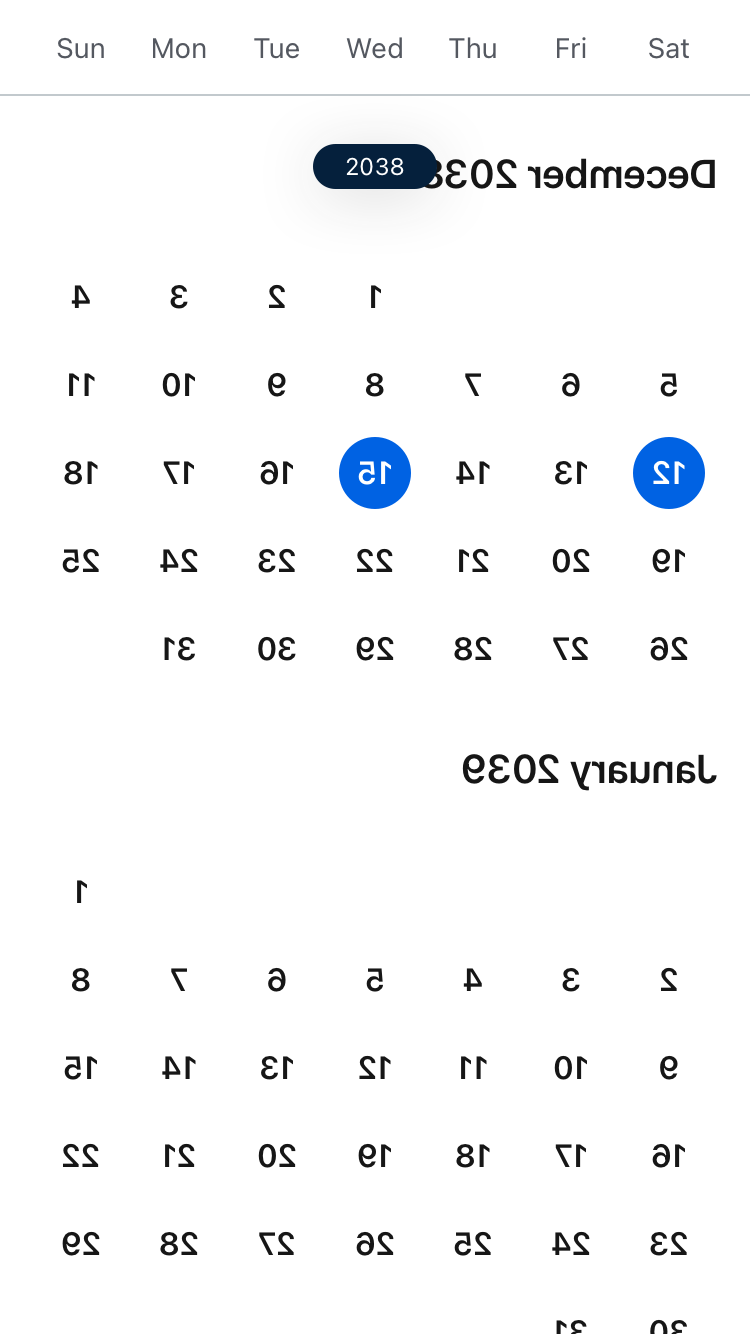 Sun Mon Tue Wed Thu Fri Sat
2038
December 2038
1 2 3 4
5 6 7 8 9 10 11
12 13 14 15 16 17 18
19 20 21 22 23 24 25
26 27 28 29 30 31
January 2039
1
2 3 4 5 6 7 8
9 10 11 12 13 14 15
16 17 18 19 20 21 22
23 24 25 26 27 28 29
30 31